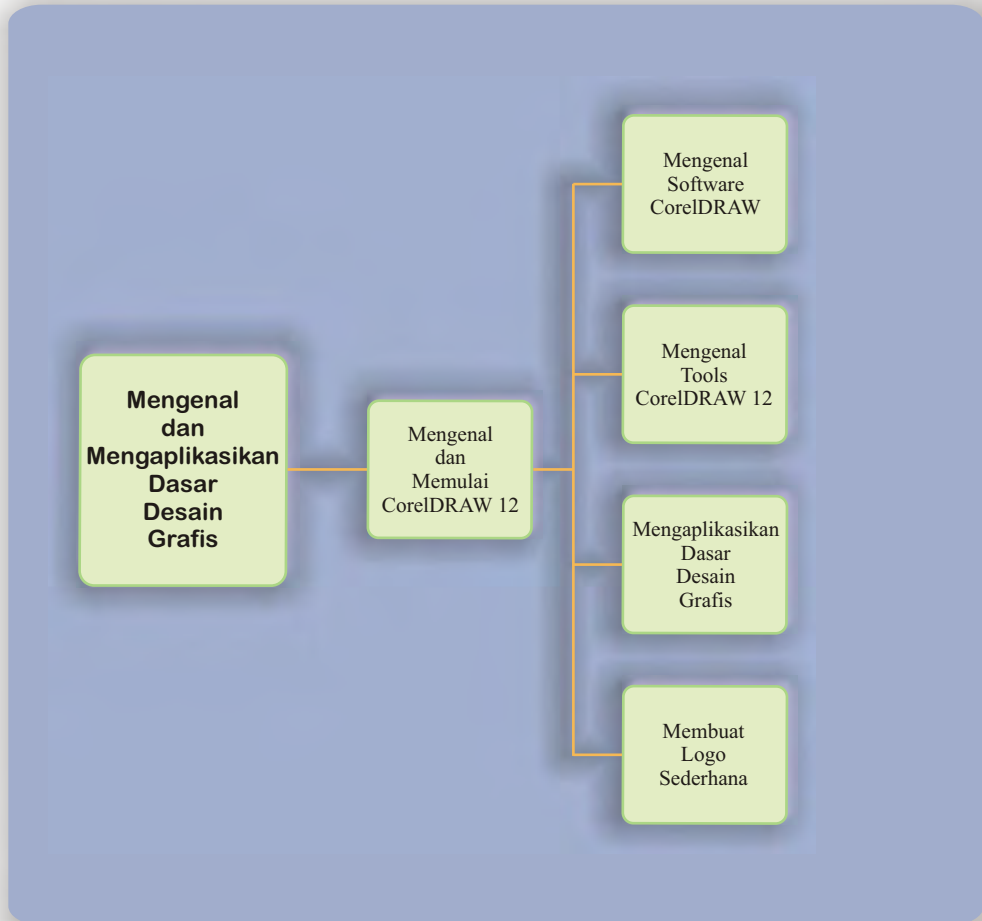 Mengenal
dan
Mengaplikasikan
Dasar
Desain
Grafis
Mengenal
dan
Memulai
CorelDRAW 12
Mengenal
Software
CorelDRAW
Mengenal
Tools
CorelDRAW 12
Mengaplikasikan
Dasar
Desain
Grafis
Membuat
Logo
Sederhana